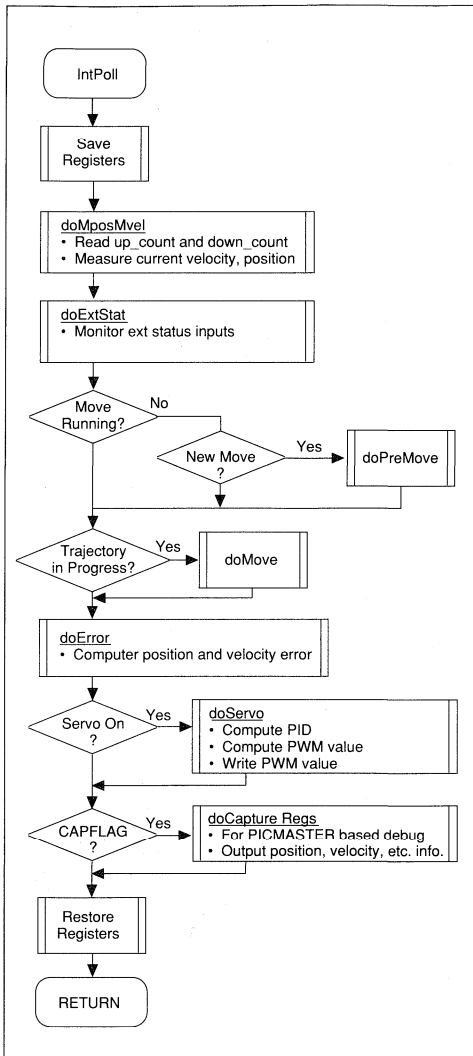 IntPoll
Save
Registers
doMposMvel
• Read up_count and down_count
• Measure current velocity, position
doExtStat
• Monitor ext status inputs
Move
Running?
No
New Move
?
Yes
doPreMove
Trajectory
in Progress?
Yes
doMove
doError
• Computer position and velocity error
Servo On
?
Yes
doServo
• Compute PID
• Compute PWM value
• Write PWM value
CAPFLAG
?
Yes
doCapture Regs
• For PICMASTER based debug
• Output position, velocity, etc. info.
Restore
Registers
RETURN